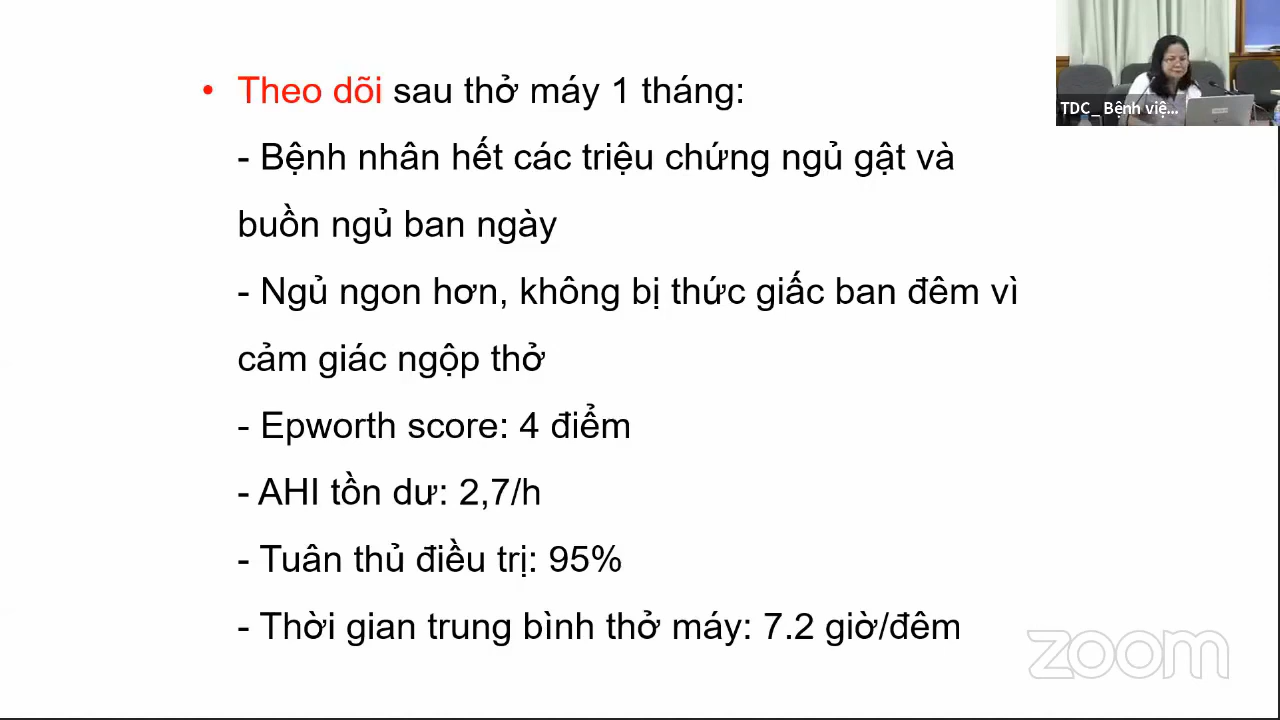 • Theo dõi sau thở máy 1 tháng:
- Bệnh nhân hết các triệu chứng ngủ gật và
buồn ngủ ban ngày
- Ngủ ngon hơn, không bị thức giấc ban đêm vì
cảm giác ngộp thở
- Epworth score: 4 điểm
- AHI tồn dư: 2,7/h
- Tuân thủ điều trị: 95%
- Thời gian trung bình thở máy: 7.2 giờ/đêm
TDC_ Bệnh việ...
zoom